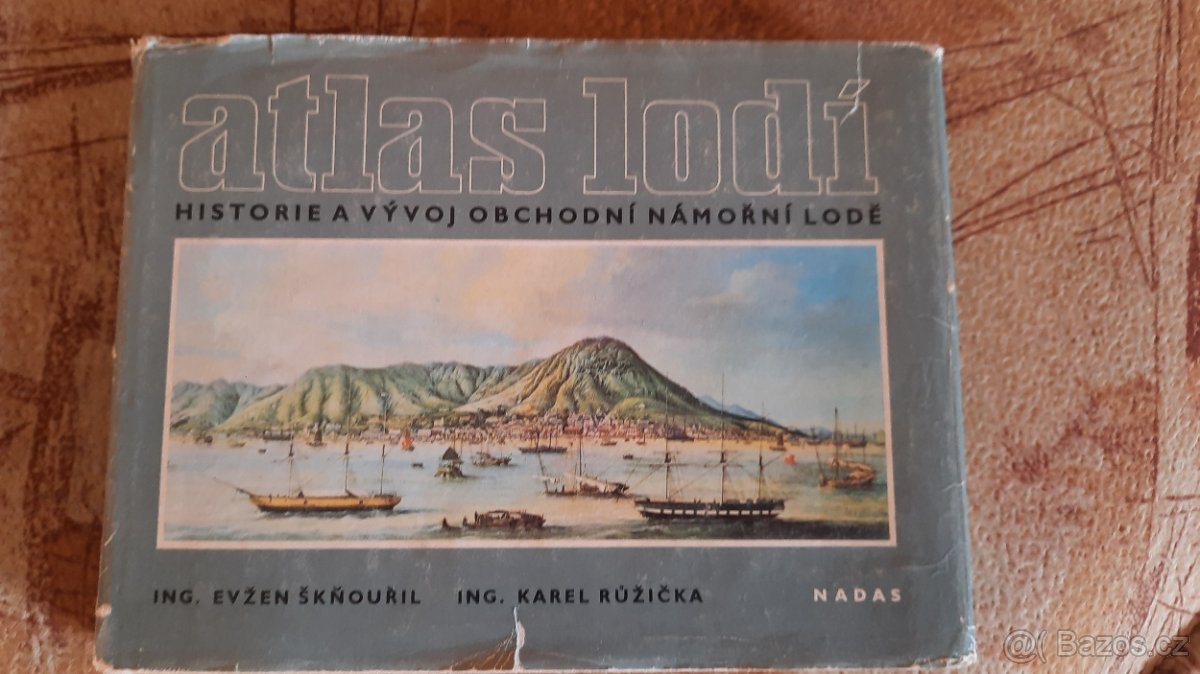 atlas lodí
HISTORIE A VÝVOJ OBCHODNÍ NÁMOŘNÍ LODĚ
ING. EVŽEN ŠKŇOUŘIL ING. KAREL RŮŽIČKA NADAS
@( Bazos.cz